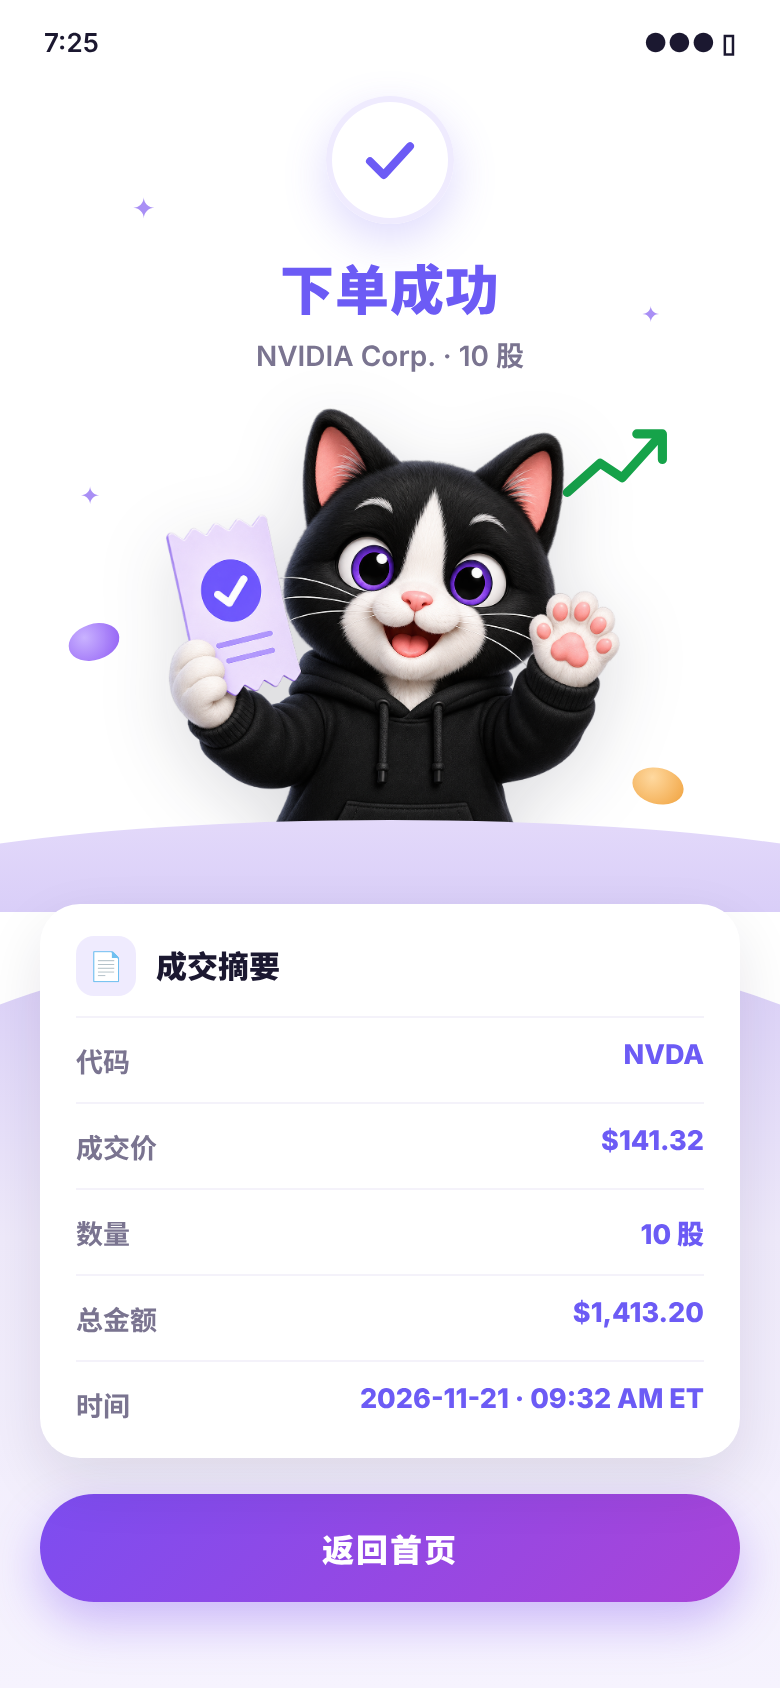 7:25
下单成功
NVIDIA Corp. · 10 股
成交摘要
代码 NVDA
成交价 $141.32
数量 10 股
总金额 $1,413.20
时间 2026-11-21 · 09:32 AM ET
返回首页